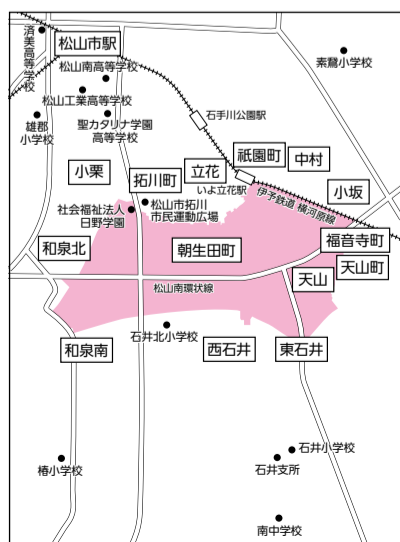 済美高等学校
松山市駅
松山南高等学校
素鵞小学校
松山工業高等学校
石手川公園駅
雄郡
小学校
聖カタリナ学園
高等学校
祇園町
中村
小栗
拓川町
立花
いよ立花駅
伊予鉄道 横河原線
小坂
社会福祉法人
日野学園
松山市拓川
市民運動広場
和泉北
朝生田町
福音寺町
天山町
天山
松山南環状線
石井北小学校
和泉南
西石井
東石井
椿小学校
石井小学校
石井支所
南中学校